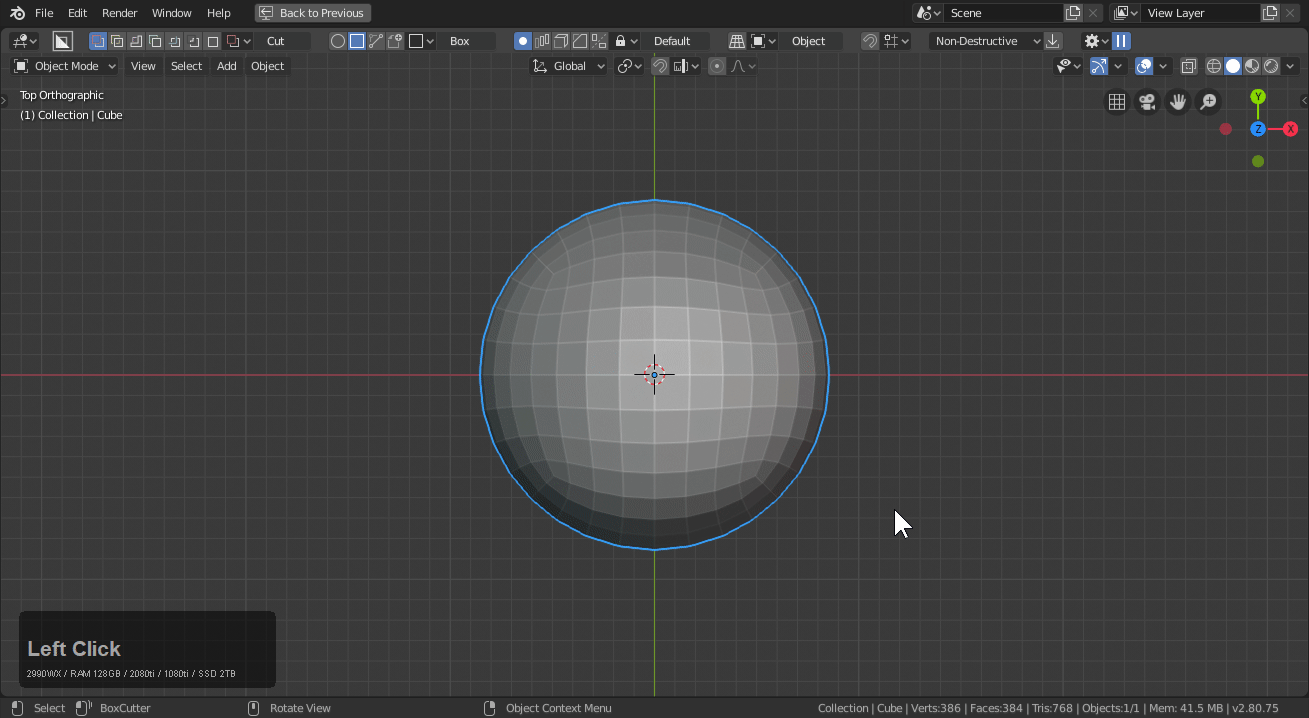 File Edit Render Window Help Back to Previous Scene View Layer
Cut Box Default Object Non-Destructive
Object Mode View Select Add Object Global
Top Orthographic
(1) Collection | Cube
Y
Z X
Left Click
2990WX / RAM 128GB / 2080ti / 1080ti / SSD 2TB
Select BoxCutter Rotate View Object Context Menu Collection | Cube | Verts:386 | Faces:384 | Tris:768 | Objects:1/1 | Mem: 41.5 MB | v2.80.75